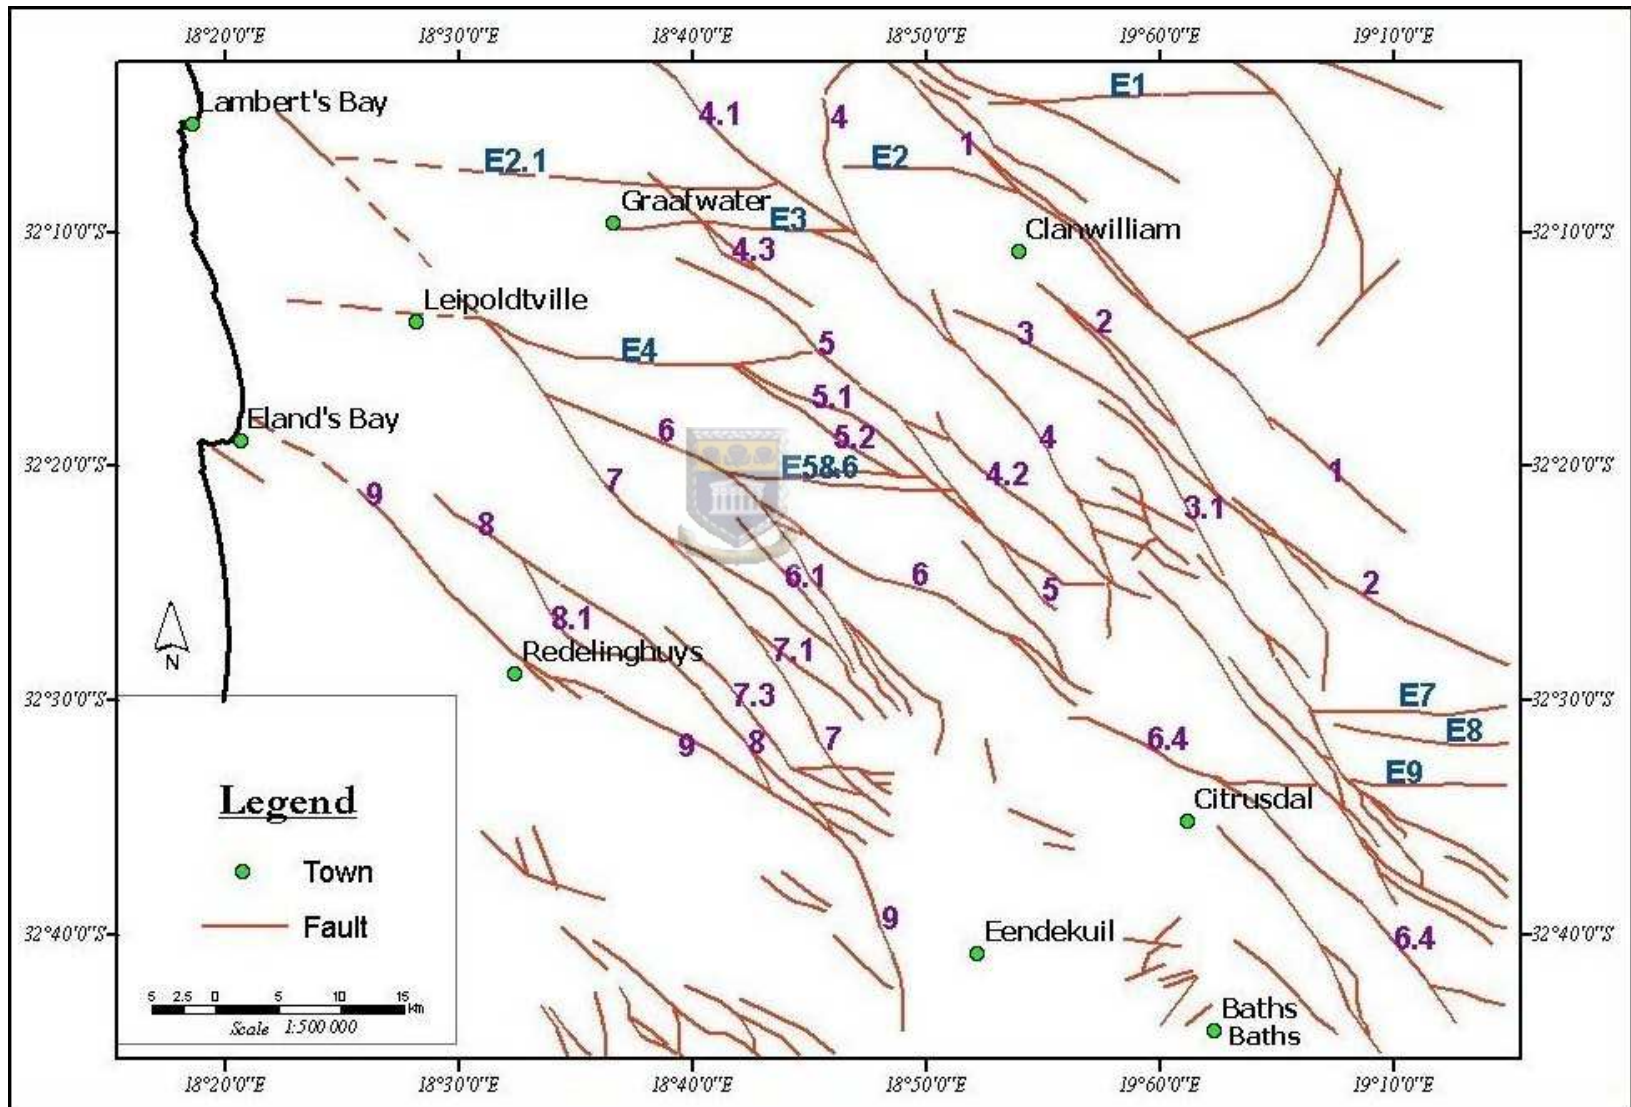 18°20'0"E 18°30'0"E 18°40'0"E 18°50'0"E 19°60'0"E 19°10'0"E
Lambert's Bay
4.1
4
E1
1
E2.1
E2
Graafwater
E3
4.3
Clanwilliam
32°10'0"S
32°10'0"S
Leipoldtville
E4
5
3
2
5.1
5.2
Eland's Bay
6
4
E5&6
4.2
1
32°20'0"S
32°20'0"S
9
7
8
3.1
6.1
6
5
2
8.1
Redelinghuys
7.1
N
7.3
32°30'0"S
32°30'0"S
E7
E8
9
8
7
6.4
E9
Citrusdal
Legend
Town
Fault
9
Eendekuil
6.4
32°40'0"S
32°40'0"S
5 2.5 0 5 10 15
km
Scale 1:500 000
Baths
Baths
18°20'0"E 18°30'0"E 18°40'0"E 18°50'0"E 19°60'0"E 19°10'0"E